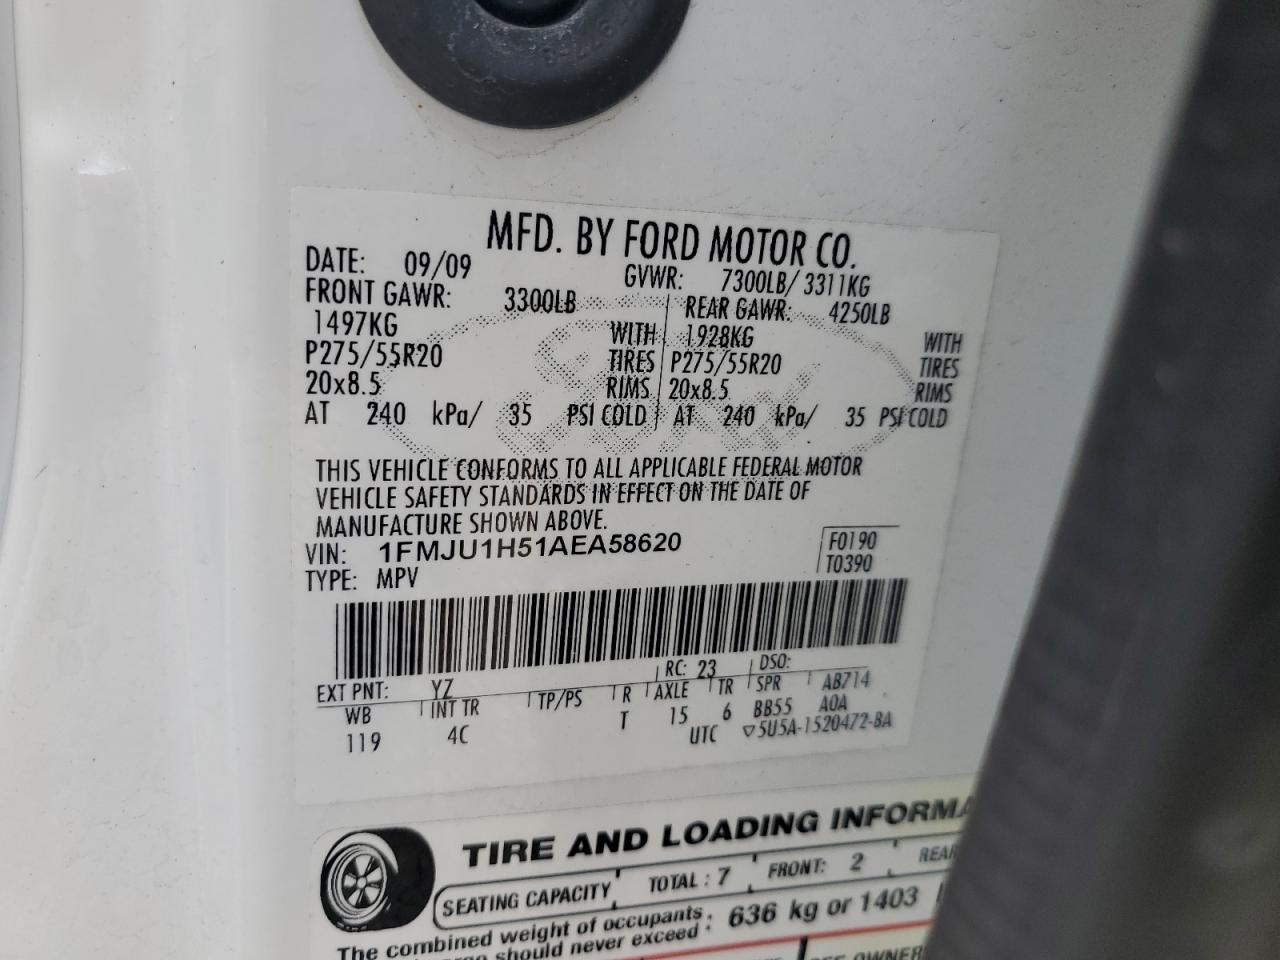 MFD. BY FORD MOTOR CO.
DATE: 09/09 GVWR: 7300LB/ 3311KG
FRONT GAWR: 3300LB REAR GAWR: 4250LB
1497KG WITH 1928KG WITH
P275/55R20 TIRES P275/55R20 TIRES
20x8.5 RIMS 20x8.5 RIMS
AT 240 kPa/ 35 PSI COLD AT 240 kPa/ 35 PSI COLD
THIS VEHICLE CONFORMS TO ALL APPLICABLE FEDERAL MOTOR
VEHICLE SAFETY STANDARDS IN EFFECT ON THE DATE OF
MANUFACTURE SHOWN ABOVE.
VIN: 1FMJU1H51AEA58620 F0190
TYPE: MPV T0390
EXT PNT: YZ RC: 23 DSO:
WB INT TR TP/PS R AXLE TR SPR AB714
119 4C T 15 6 BB55 A0A
UTC ▽5U5A-1520472-BA
TIRE AND LOADING
SEATING CAPACITY TOTAL : 7 FRONT: 2
The combined weight of occupants 636 kg or 1403
should never exceed :
OWNER